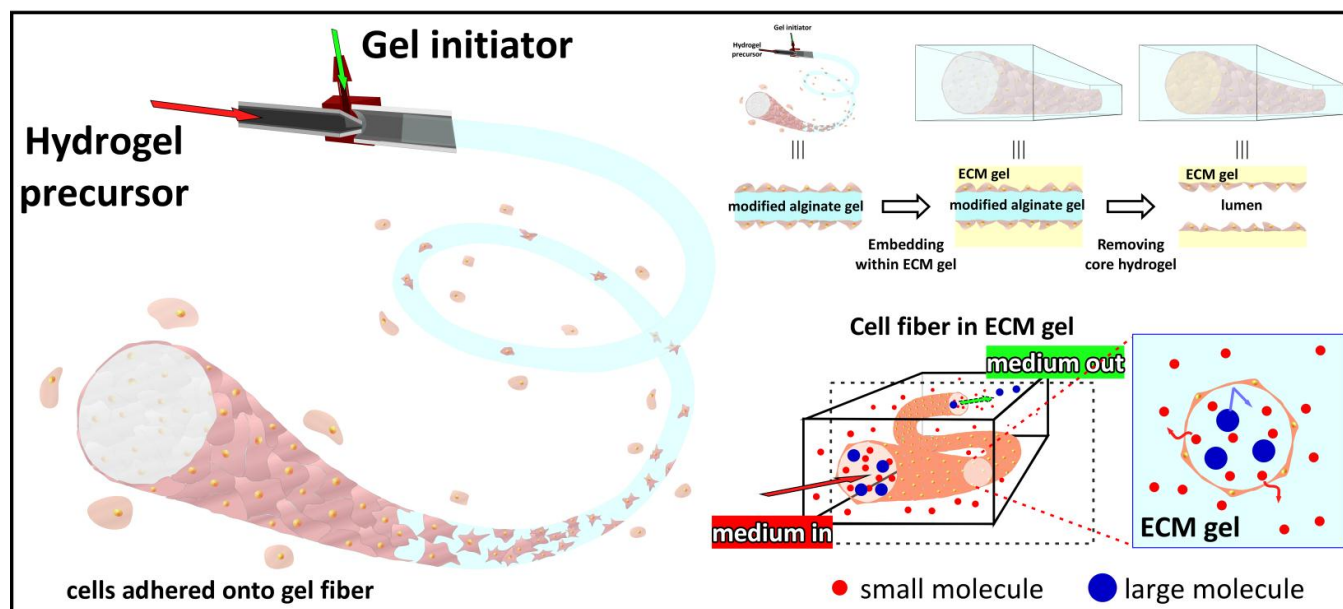 Gel initiator
Hydrogel
precursor
cells adhered onto gel fiber
Gel initiator
Hydrogel
precursor
modified alginate gel
Embedding
within ECM gel
ECM gel
modified alginate gel
Removing
core hydrogel
ECM gel
lumen
Cell fiber in ECM gel
medium out
medium in
ECM gel
small molecule
large molecule